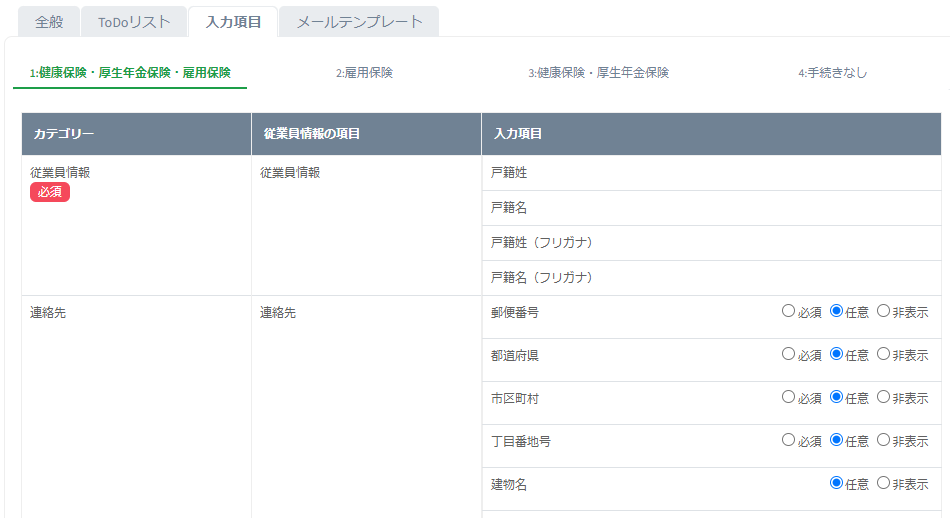 全般 ToDoリスト 入力項目 メールテンプレート
1:健康保険・厚生年金保険・雇用保険 2:雇用保険 3:健康保険・厚生年金保険 4:手続きなし
カテゴリー 従業員情報の項目 入力項目
従業員情報 従業員情報 戸籍姓
必須
戸籍名
戸籍姓（フリガナ）
戸籍名（フリガナ）
連絡先 連絡先 郵便番号 必須 任意 非表示
都道府県 必須 任意 非表示
市区町村 必須 任意 非表示
丁目番地号 必須 任意 非表示
建物名 任意 非表示